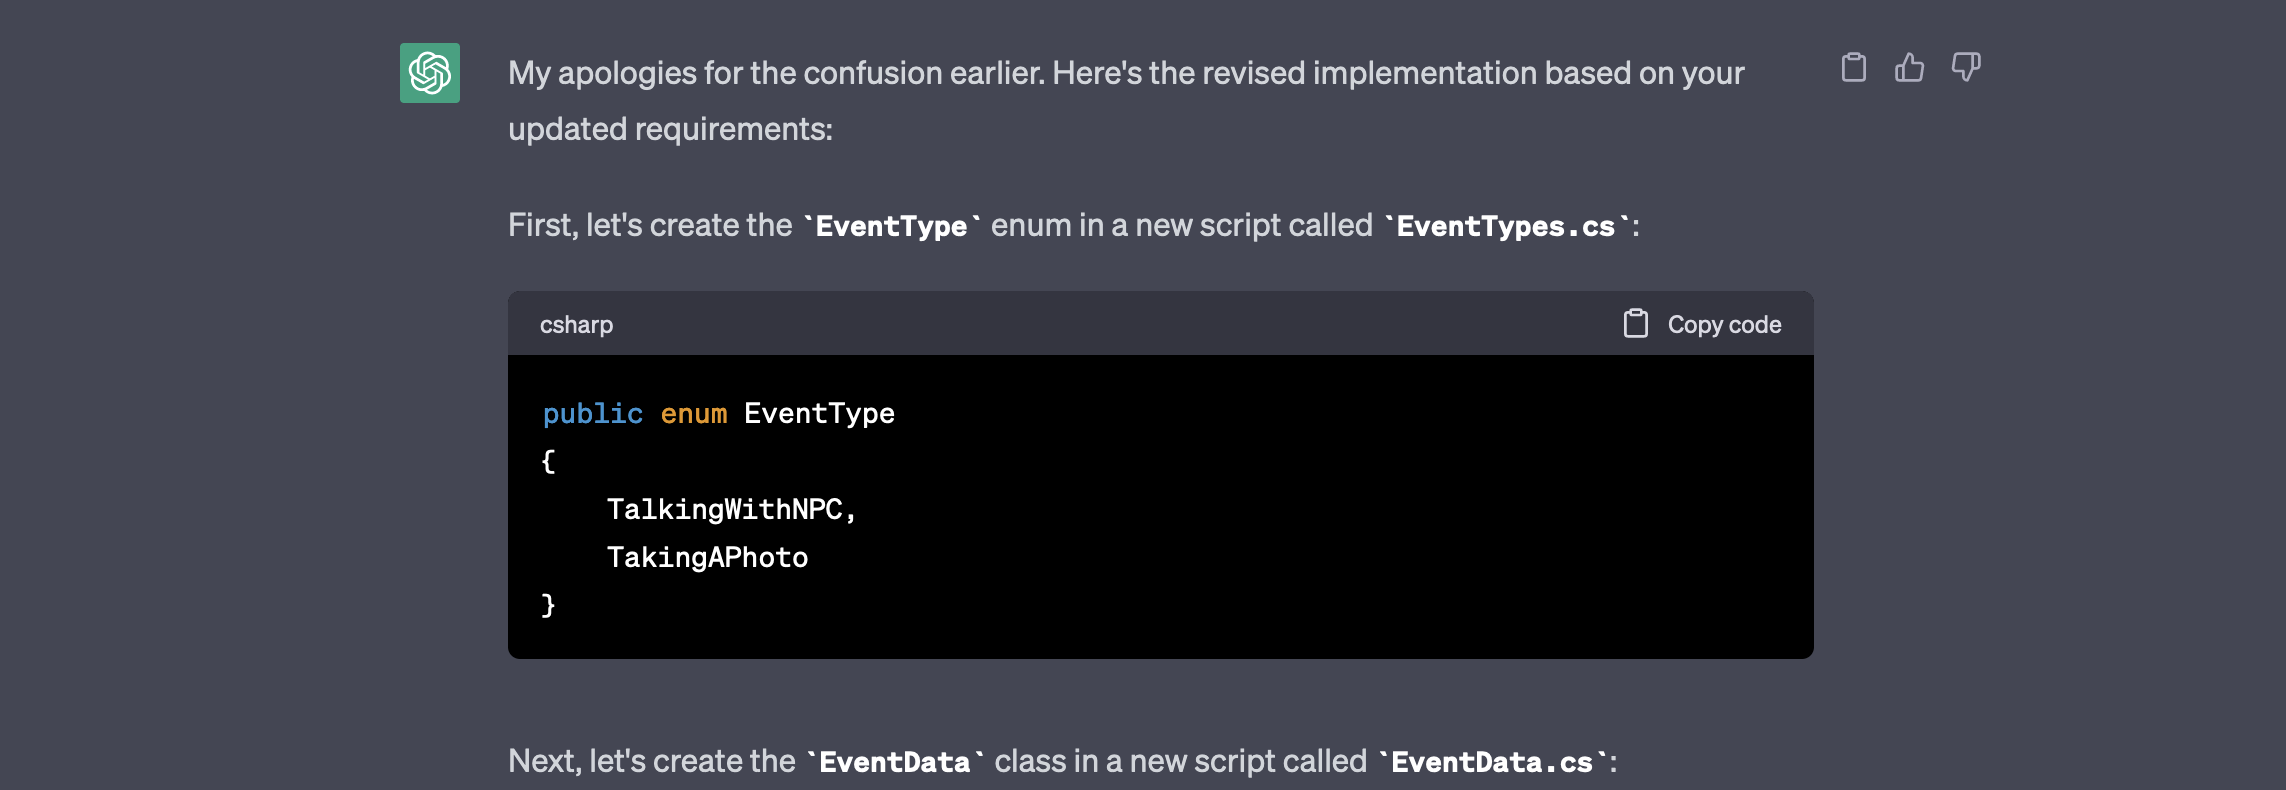 My apologies for the confusion earlier. Here's the revised implementation based on your
updated requirements:
First, let's create the `EventType` enum in a new script called `EventTypes.cs`:
csharp
Copy code
public enum EventType
{
    TalkingWithNPC,
    TakingAPhoto
}
Next, let's create the `EventData` class in a new script called `EventData.cs`: